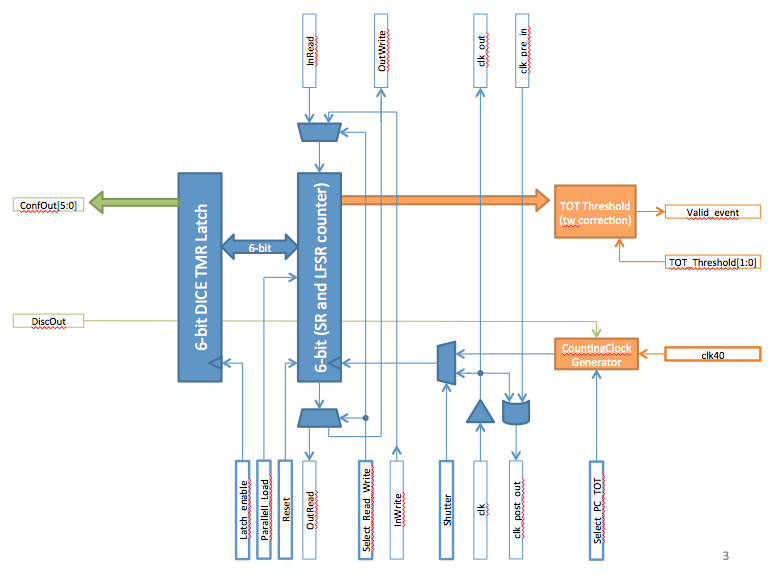 InRead
OutWrite
clk_out
clk_pre_in
ConfOut[5:0]
6-bit DICE TMR Latch
6-bit
6-bit (SR and LFSR counter)
TOT Threshold
(tw_correction)
Valid_event
TOT_Threshold[1:0]
DiscOut
CountingClock
Generator
clk40
Latch_enable
Paralell_Load
Reset
OutRead
Select_Read_Write
InWrite
Shutter
clk
clk_post_out
Select_PC_TOT
3